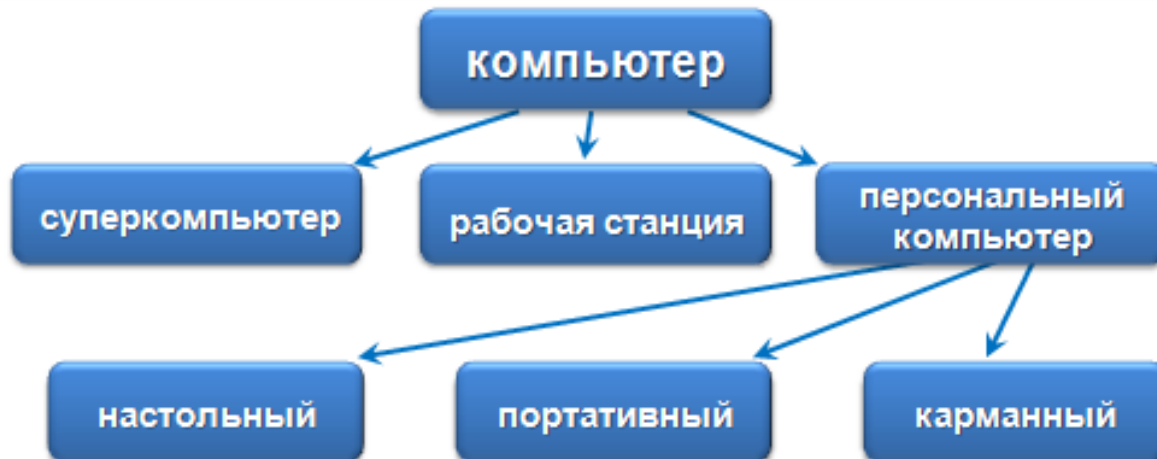 компьютер
суперкомпьютер
рабочая станция
персональный
компьютер
настольный
портативный
карманный